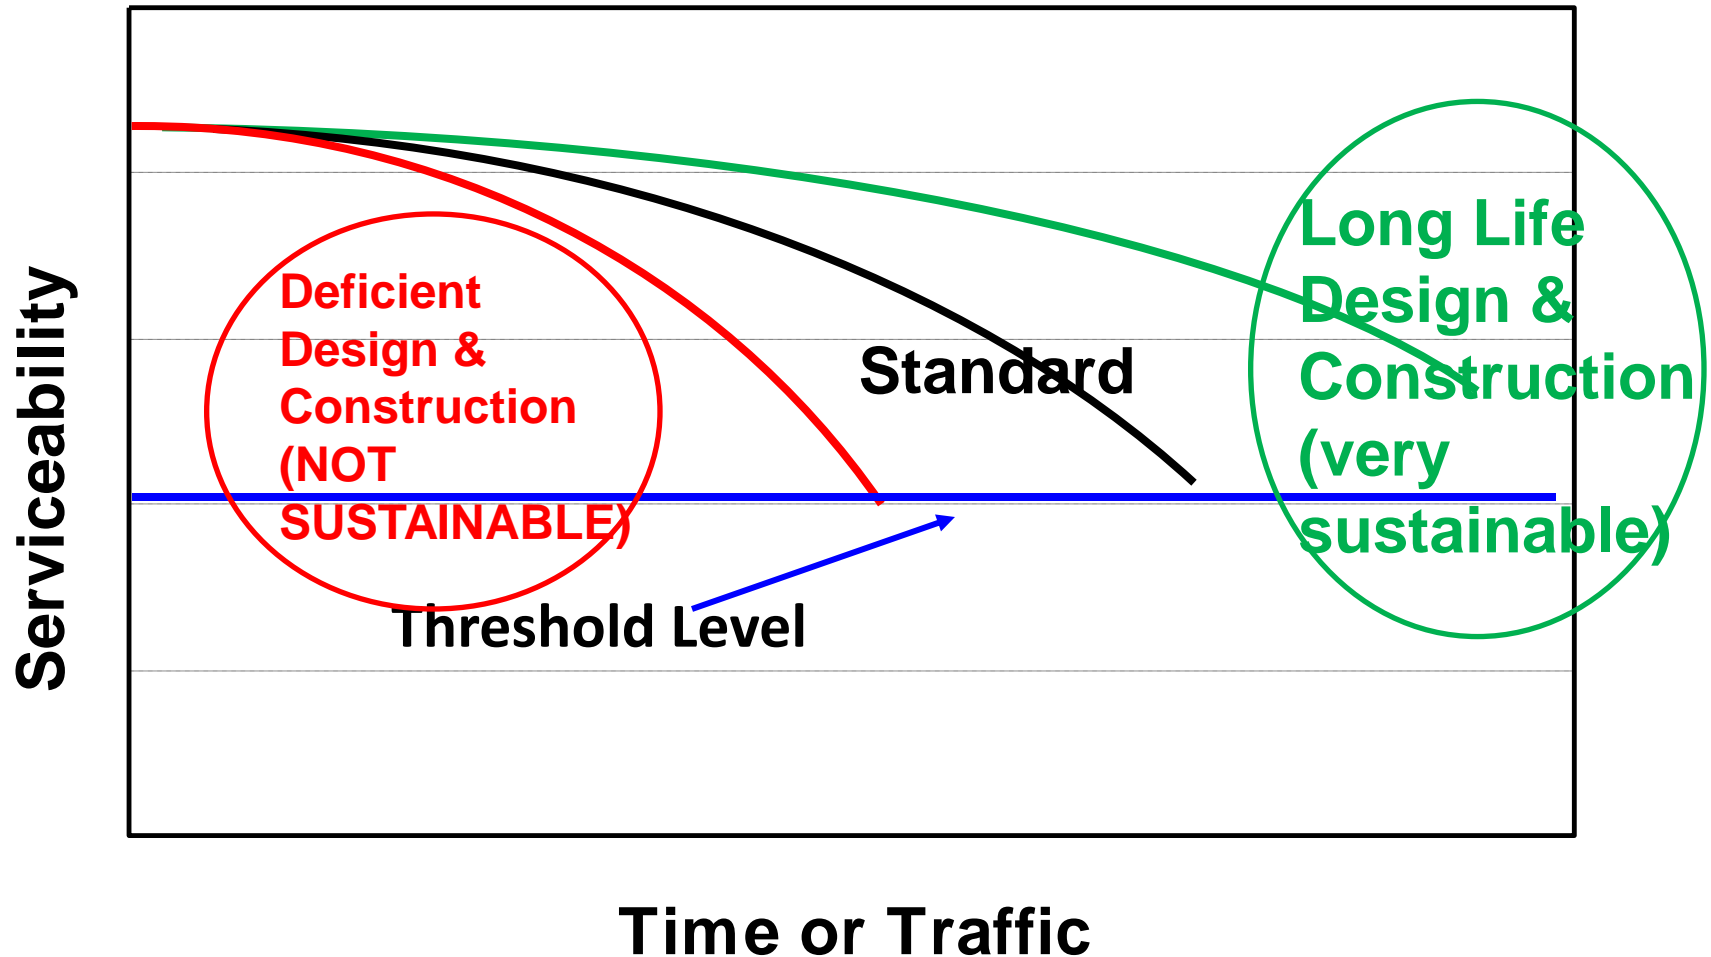 Serviceability
Deficient
Design &
Construction
(NOT
SUSTAINABLE)
Standard
Long Life
Design &
Construction
(very
sustainable)
Threshold Level
Time or Traffic